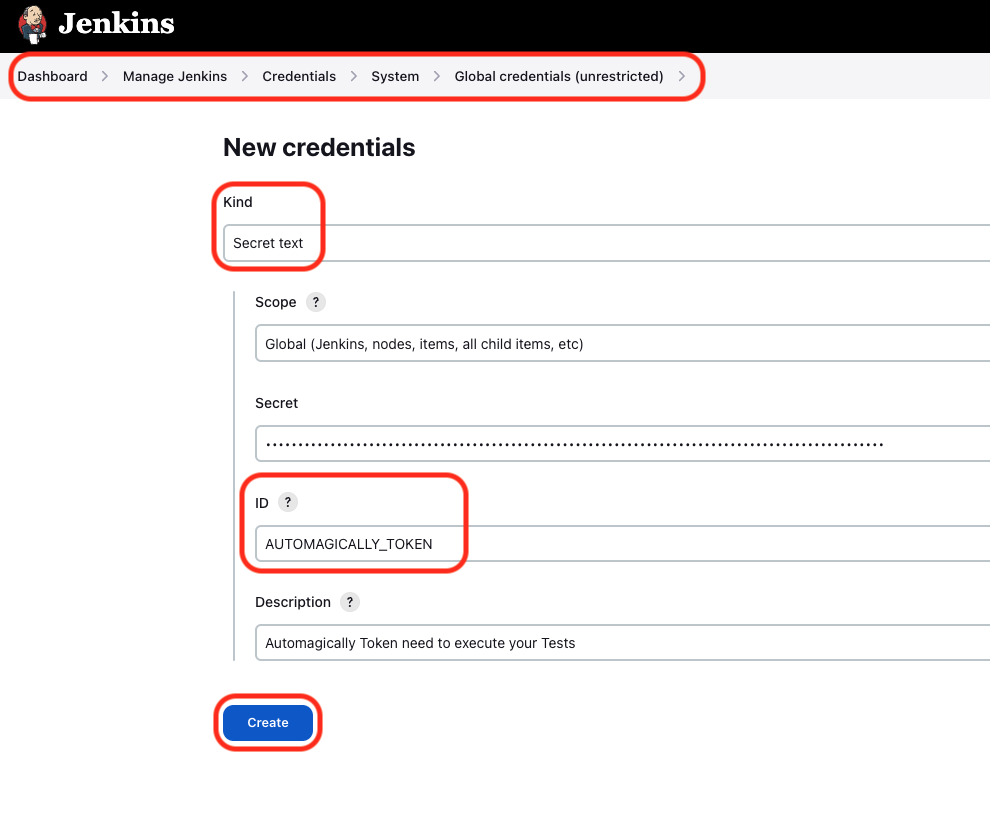 Jenkins
Dashboard > Manage Jenkins > Credentials > System > Global credentials (unrestricted) >
New credentials
Kind
Secret text
Scope ?
Global (Jenkins, nodes, items, all child items, etc)
Secret
ID ?
AUTOMAGICALLY_TOKEN
Description ?
Automagically Token need to execute your Tests
Create